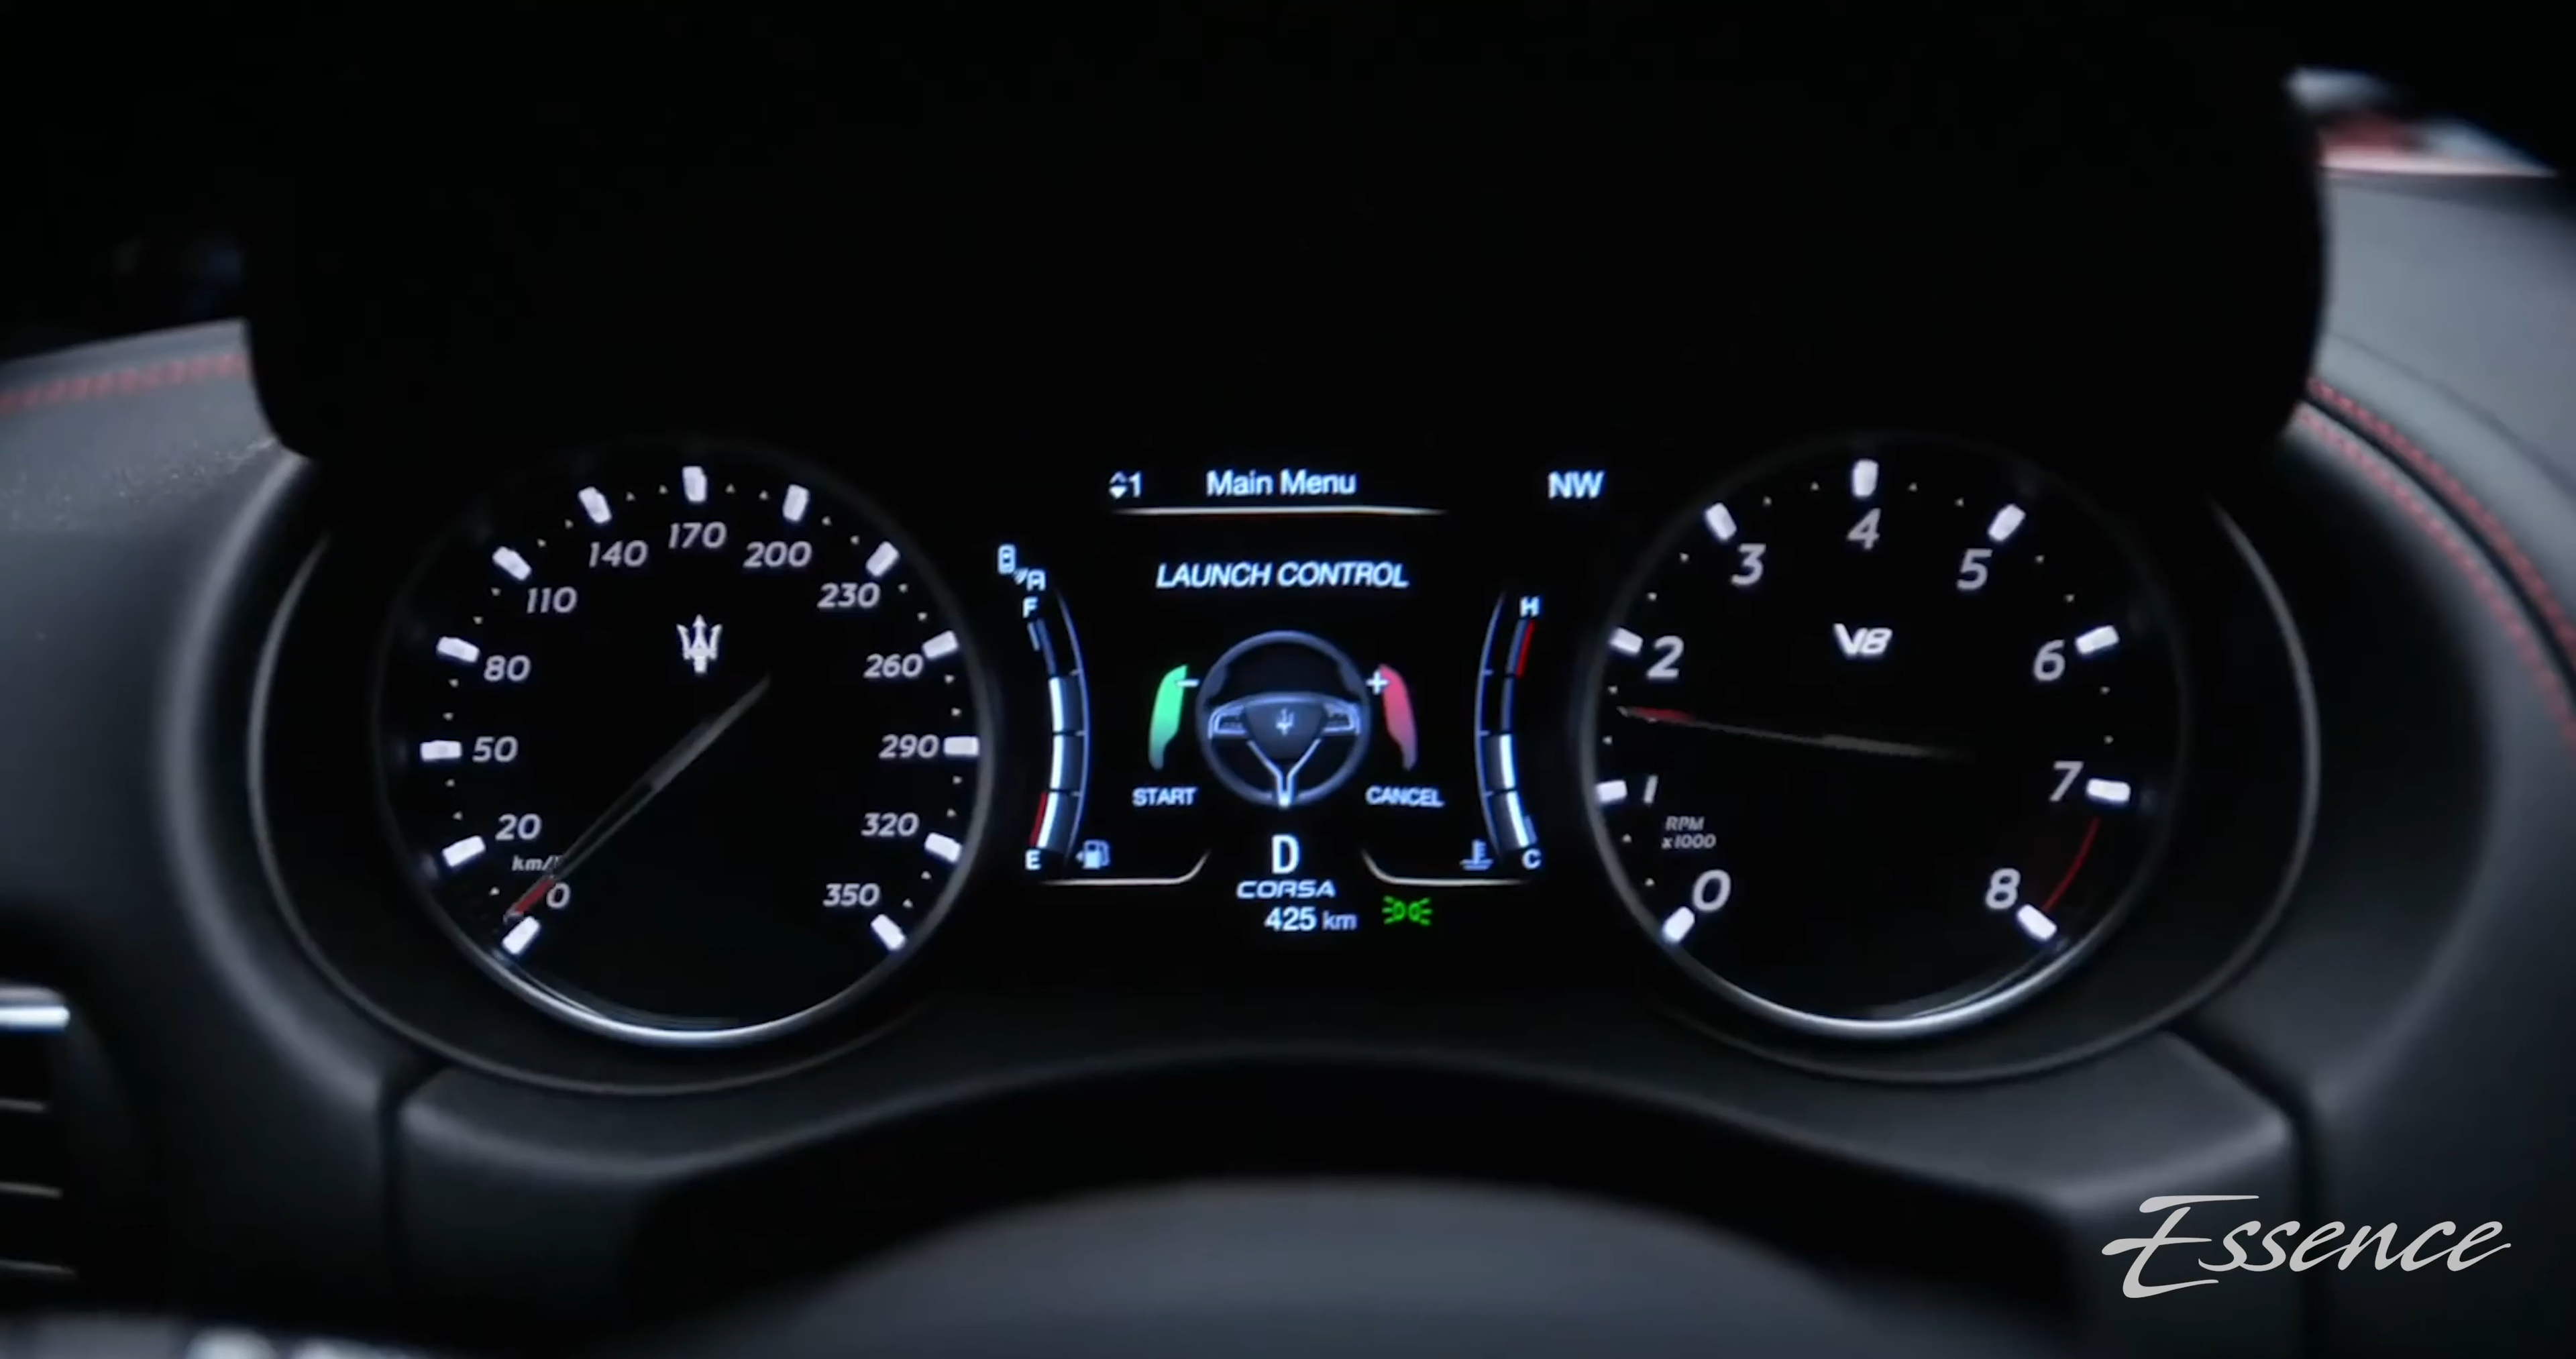 1 Main Menu NW
LAUNCH CONTROL
START
CANCEL
D
CORSA
425 km
F
E
H
C
0
20
50
80
110
140
170
200
230
260
290
320
350
km/
V8
0
1
2
3
4
5
6
7
8
RPM
x1000
Essence